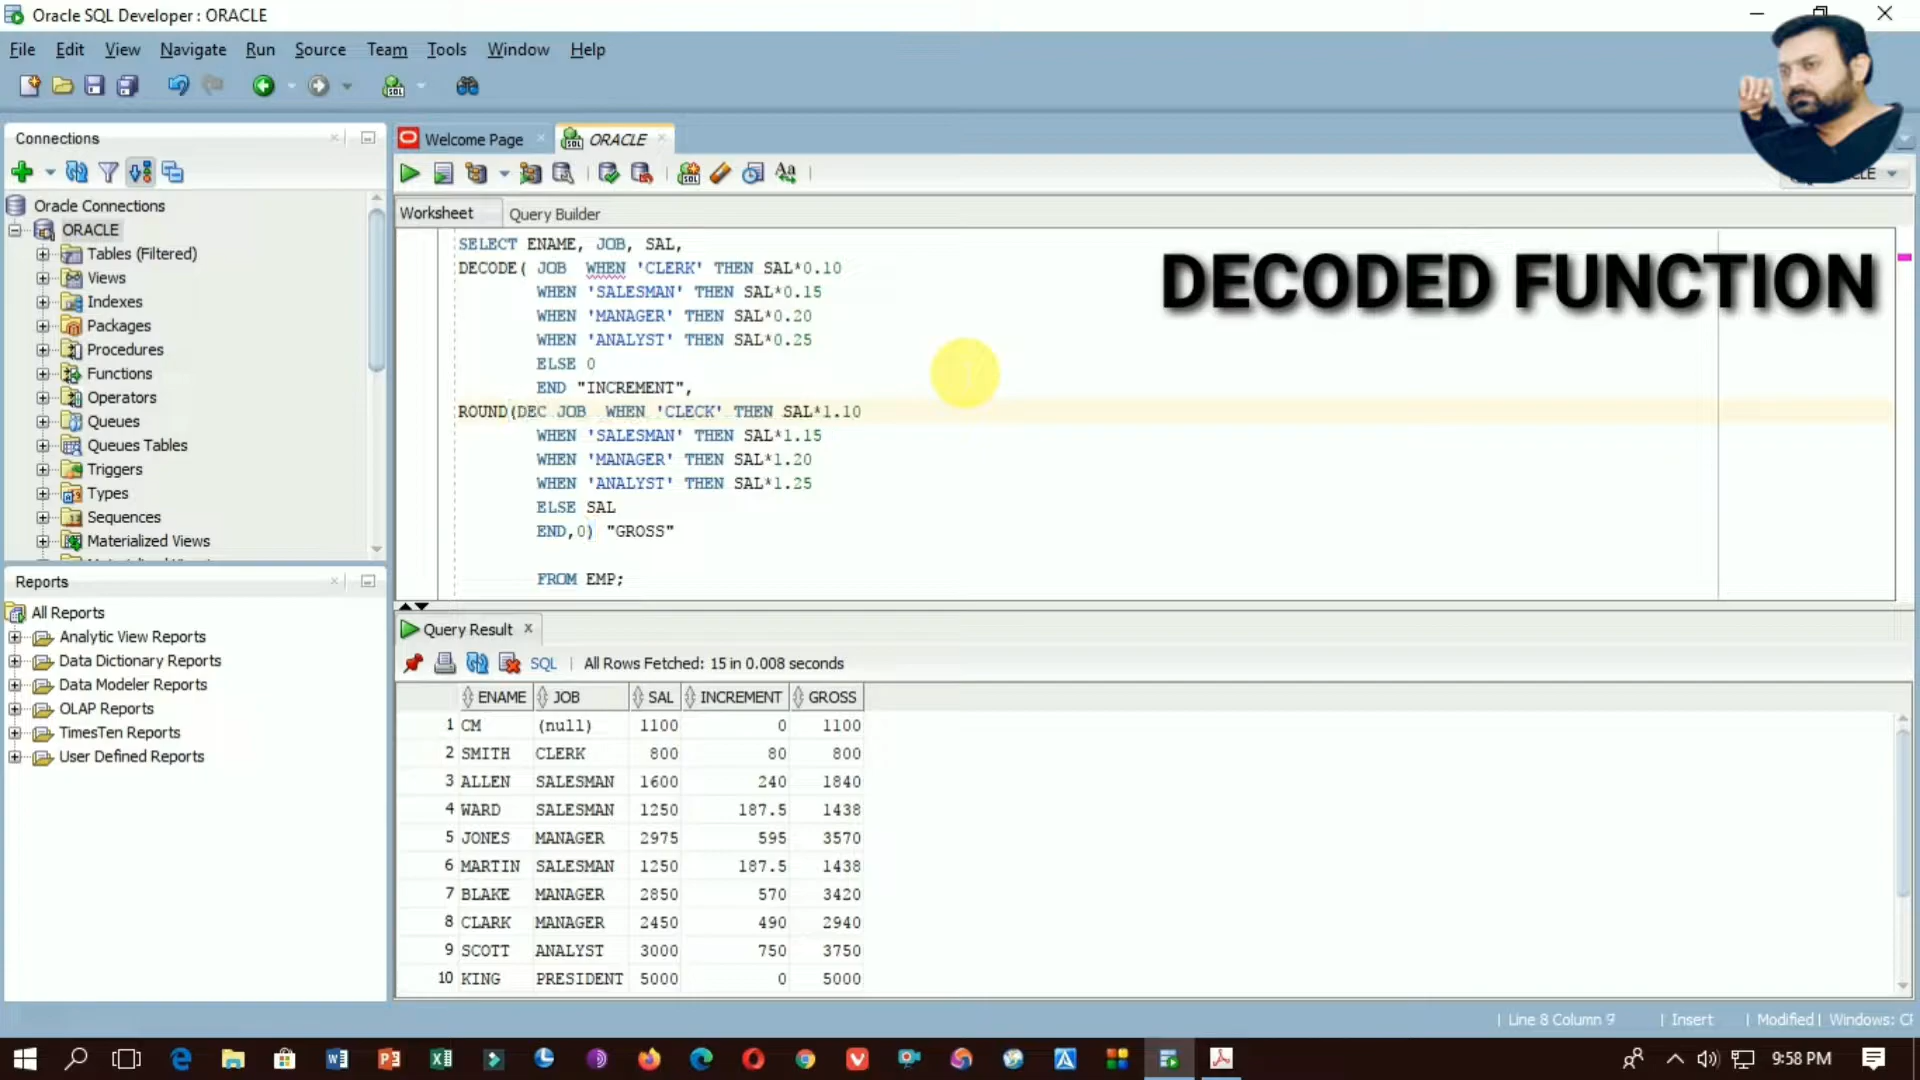 Oracle SQL Developer : ORACLE
File Edit View Navigate Run Source Team Tools Window Help
Connections
Welcome Page
ORACLE
Oracle Connections
ORACLE
Tables (Filtered)
Views
Indexes
Packages
Procedures
Functions
Operators
Queues
Queues Tables
Triggers
Types
Sequences
Materialized Views
Worksheet
Query Builder
SELECT ENAME, JOB, SAL,
DECODE( JOB WHEN 'CLERK' THEN SAL*0.10
WHEN 'SALESMAN' THEN SAL*0.15
WHEN 'MANAGER' THEN SAL*0.20
WHEN 'ANALYST' THEN SAL*0.25
ELSE 0
END "INCREMENT",
ROUND(DEC JOB WHEN 'CLECK' THEN SAL*1.10
WHEN 'SALESMAN' THEN SAL*1.15
WHEN 'MANAGER' THEN SAL*1.20
WHEN 'ANALYST' THEN SAL*1.25
ELSE SAL
END,0) "GROSS"
FROM EMP;
DECODED FUNCTION
Reports
All Reports
Analytic View Reports
Data Dictionary Reports
Data Modeler Reports
OLAP Reports
TimesTen Reports
User Defined Reports
Query Result
SQL | All Rows Fetched: 15 in 0.008 seconds
ENAME JOB SAL INCREMENT GROSS
1 CM (null) 1100 0 1100
2 SMITH CLERK 800 80 800
3 ALLEN SALESMAN 1600 240 1840
4 WARD SALESMAN 1250 187.5 1438
5 JONES MANAGER 2975 595 3570
6 MARTIN SALESMAN 1250 187.5 1438
7 BLAKE MANAGER 2850 570 3420
8 CLARK MANAGER 2450 490 2940
9 SCOTT ANALYST 3000 750 3750
10 KING PRESIDENT 5000 0 5000
| Line 8 Column 9 | Insert | Modified | Windows:
9:58 PM